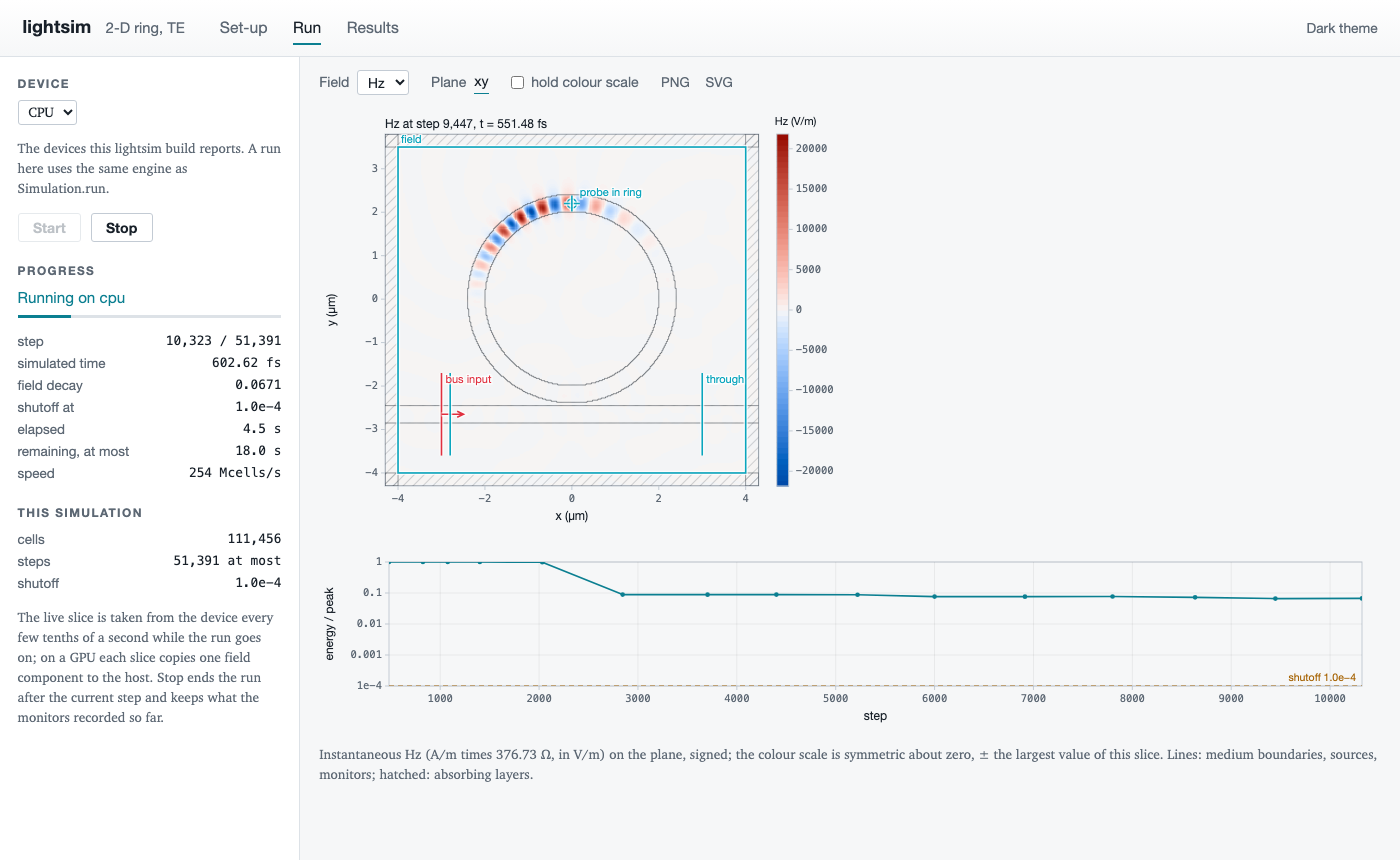 lightsim 2-D ring, TE Set-up Run Results Dark theme
DEVICE
CPU
The devices this lightsim build reports. A run
here uses the same engine as
Simulation.run.
Start Stop
PROGRESS
Running on cpu
step 10,323 / 51,391
simulated time 602.62 fs
field decay 0.0671
shutoff at 1.0e-4
elapsed 4.5 s
remaining, at most 18.0 s
speed 254 Mcells/s
THIS SIMULATION
cells 111,456
steps 51,391 at most
shutoff 1.0e-4
The live slice is taken from the device every
few tenths of a second while the run goes
on; on a GPU each slice copies one field
component to the host. Stop ends the run
after the current step and keeps what the
monitors recorded so far.
Field Hz Plane xy hold colour scale PNG SVG
Hz at step 9,447, t = 551.48 fs
Hz (V/m)
field
probe in ring
bus input
through
3
2
1
0
−1
−2
−3
−4
y (μm)
−4 −2 0 2 4
x (μm)
20000
15000
10000
5000
0
−5000
−10000
−15000
−20000
1
0.1
0.01
0.001
1e−4
energy / peak
shutoff 1.0e−4
1000 2000 3000 4000 5000 6000 7000 8000 9000 10000
step
Instantaneous Hz (A/m times 376.73 Ω, in V/m) on the plane, signed; the colour scale is symmetric about zero, ± the largest value of this slice. Lines: medium boundaries, sources,
monitors; hatched: absorbing layers.